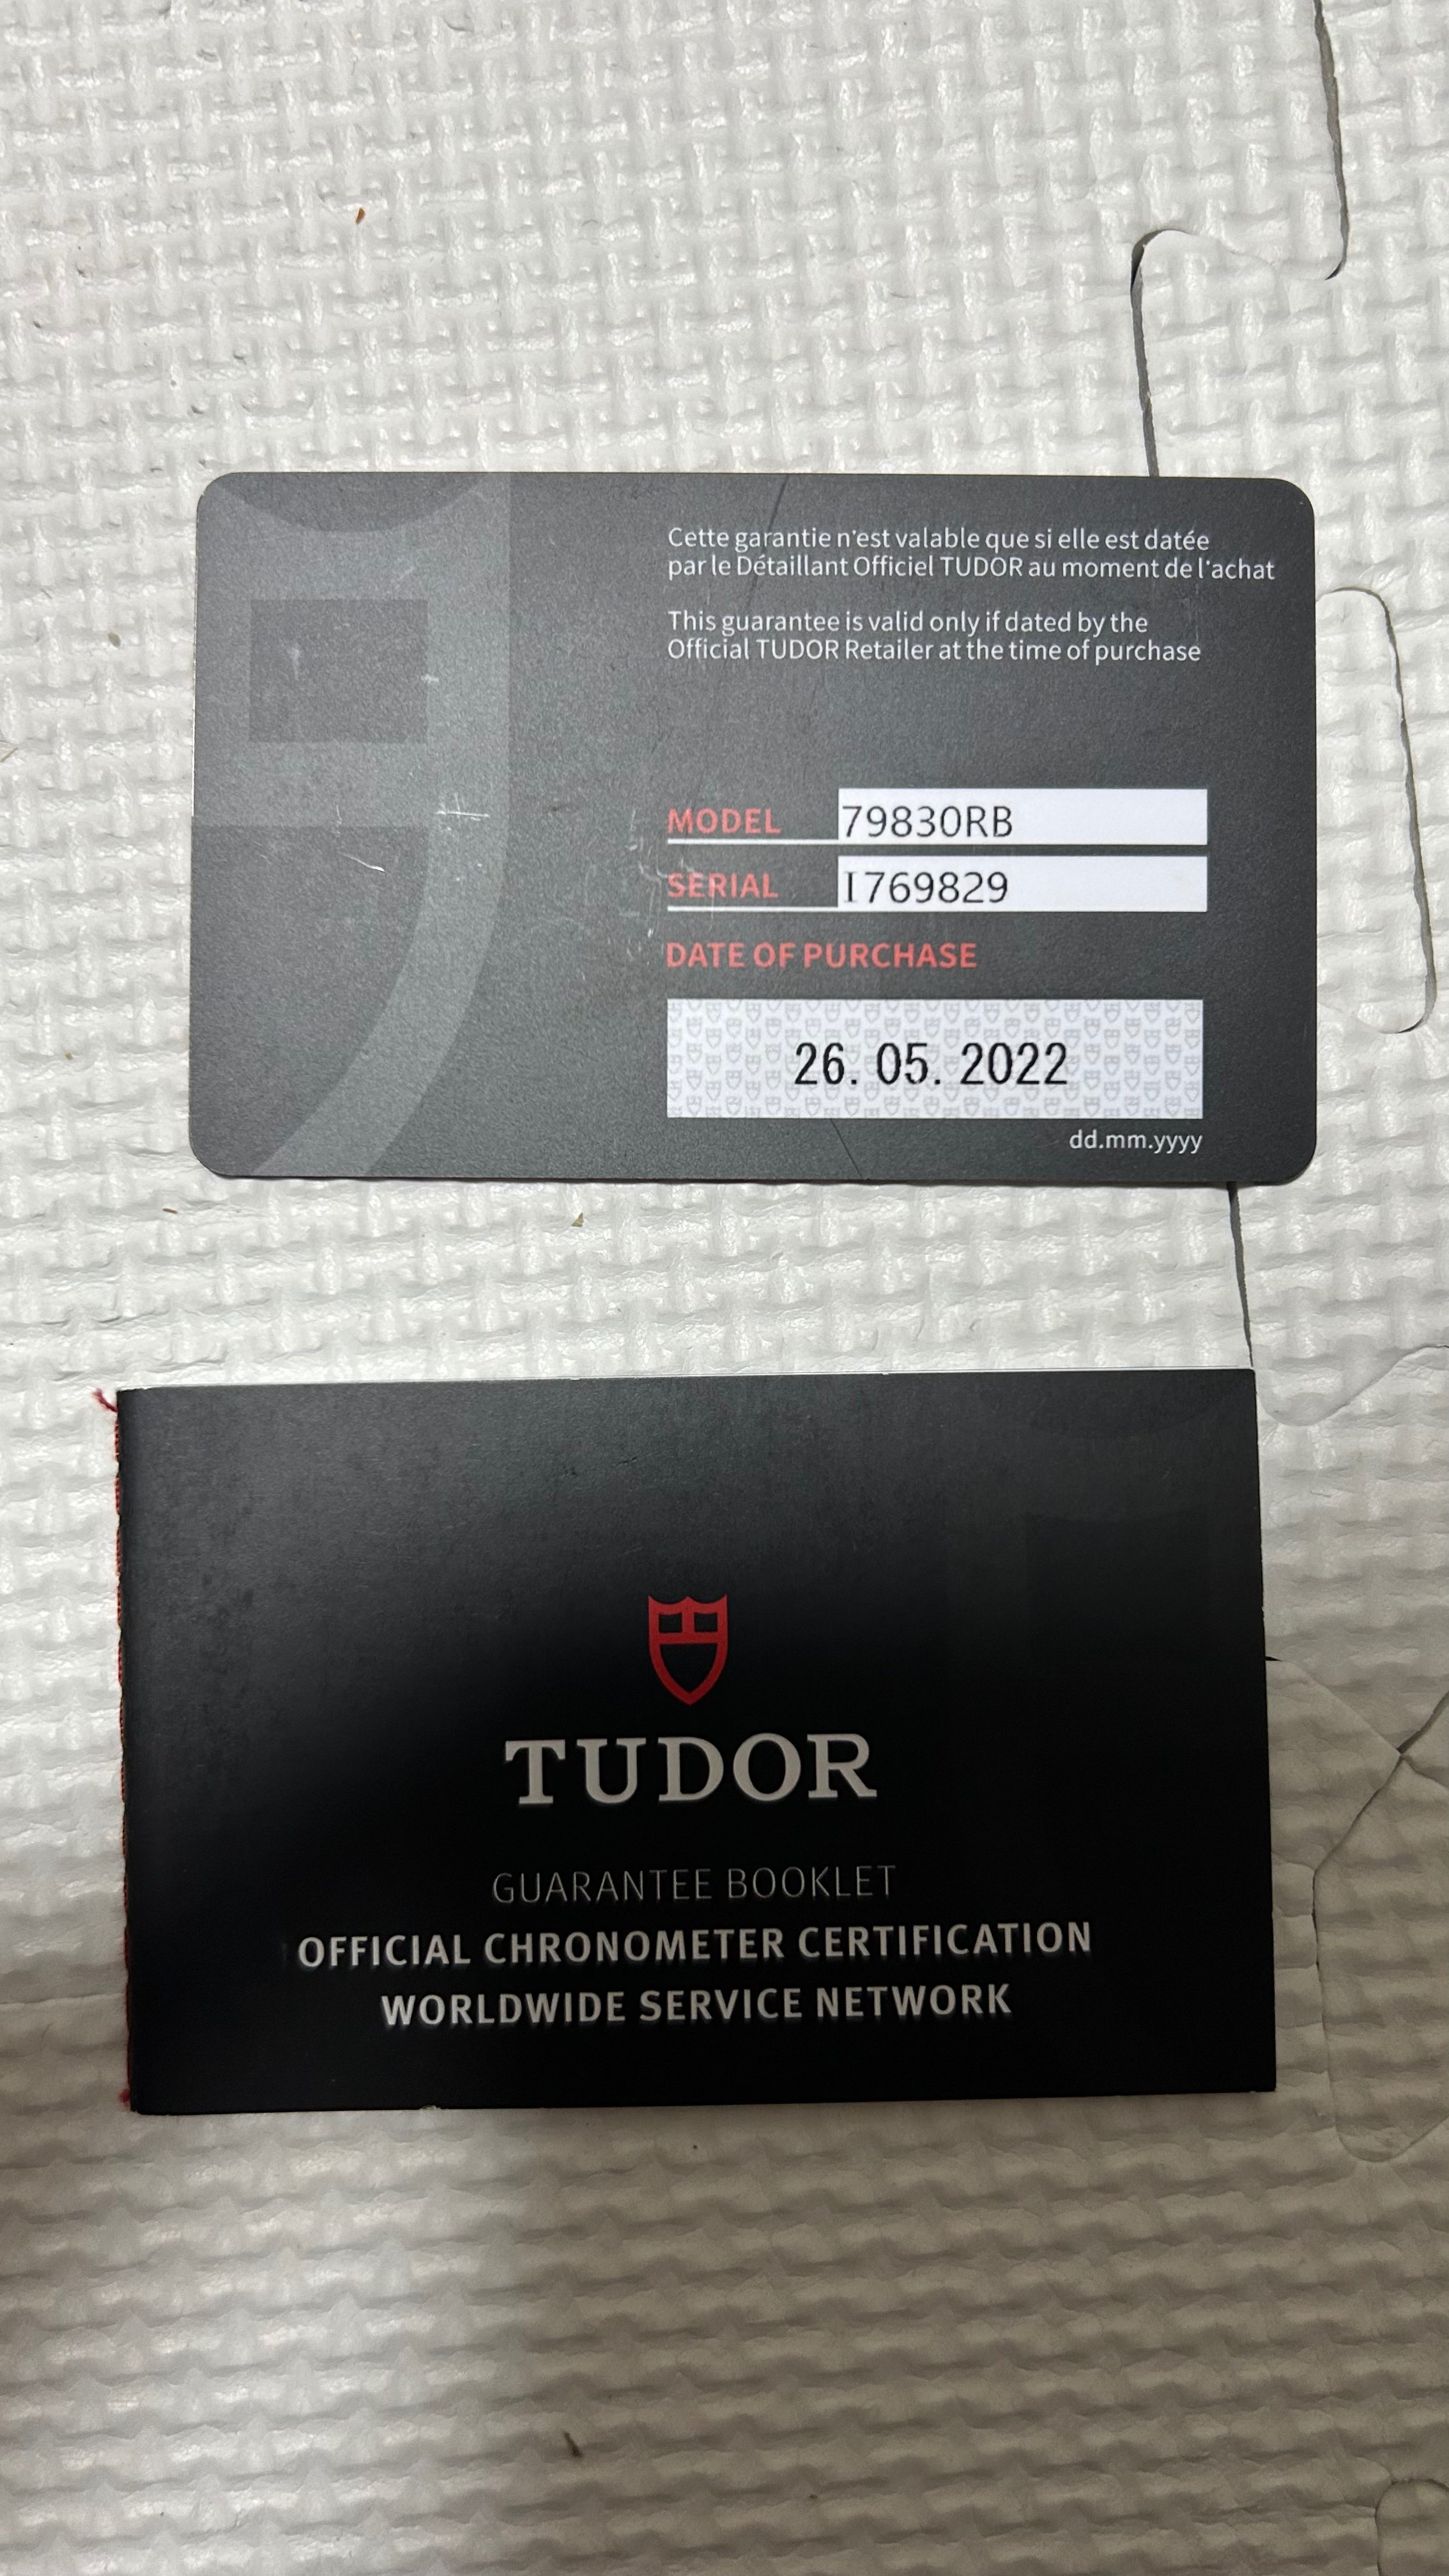 Cette garantie n'est valable que si elle est datée
par le Détaillant Officiel TUDOR au moment de l'achat
This guarantee is valid only if dated by the
Official TUDOR Retailer at the time of purchase
MODEL 79830RB
SERIAL I769829
DATE OF PURCHASE
26.05.2022
dd.mm.yyyy
TUDOR
GUARANTEE BOOKLET
OFFICIAL CHRONOMETER CERTIFICATION
WORLDWIDE SERVICE NETWORK